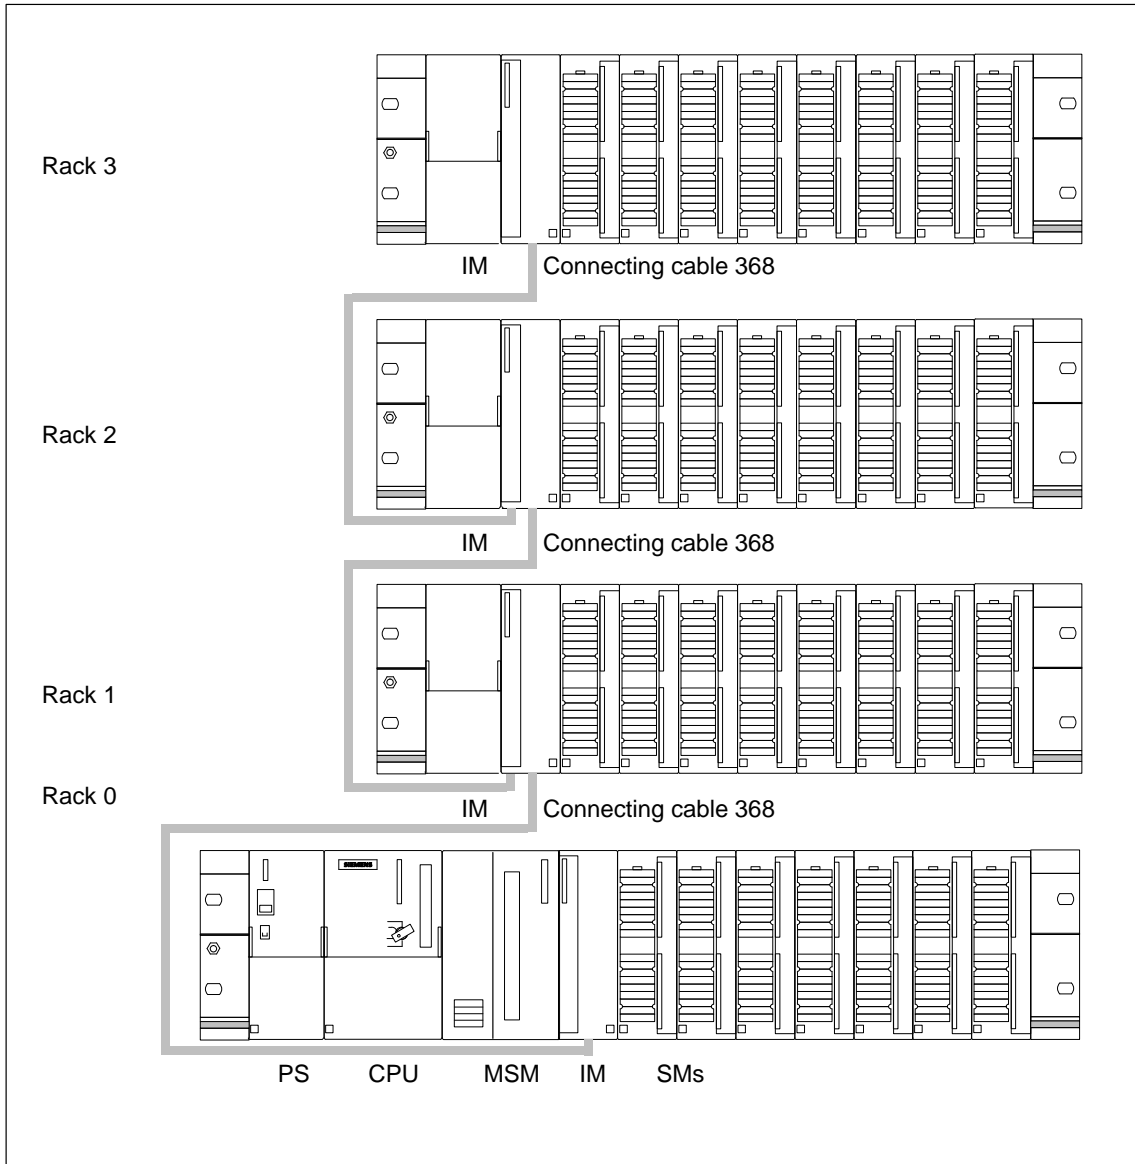 Rack 3
IM Connecting cable 368
Rack 2
IM Connecting cable 368
Rack 1
Rack 0
IM Connecting cable 368
SIEMENS
PS CPU MSM IM SMs